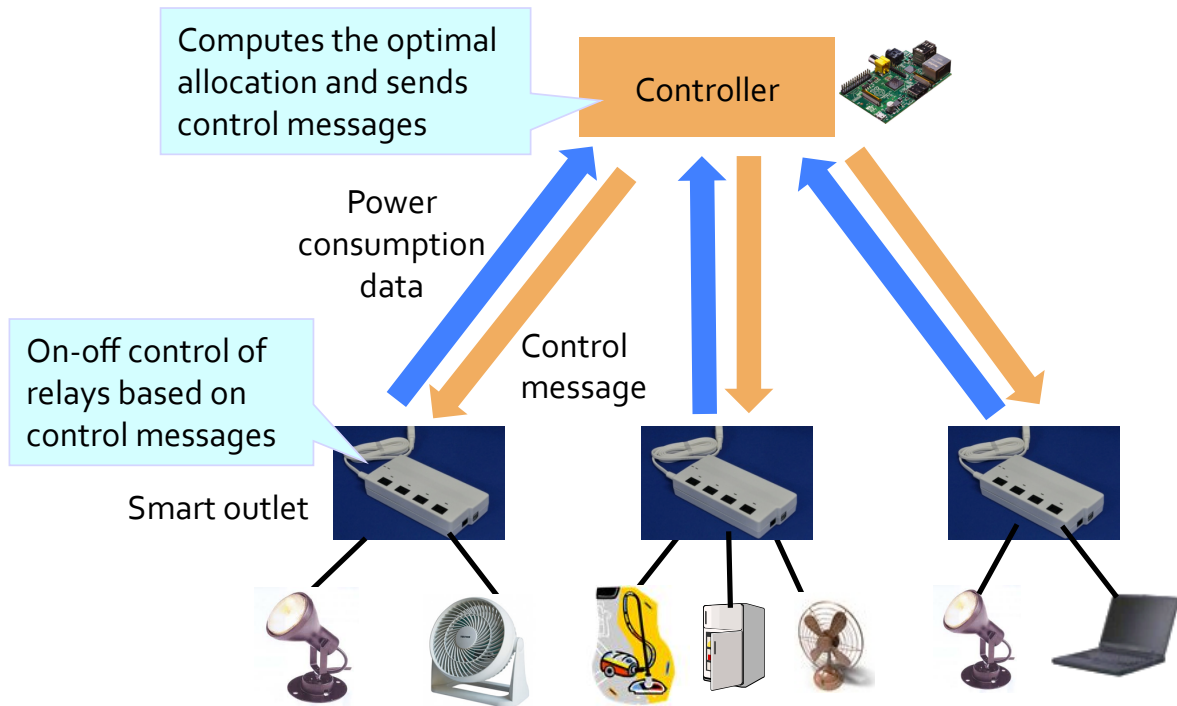 Computes the optimal
allocation and sends
control messages
Controller
Power
consumption
data
Control
message
On-off control of
relays based on
control messages
Smart outlet